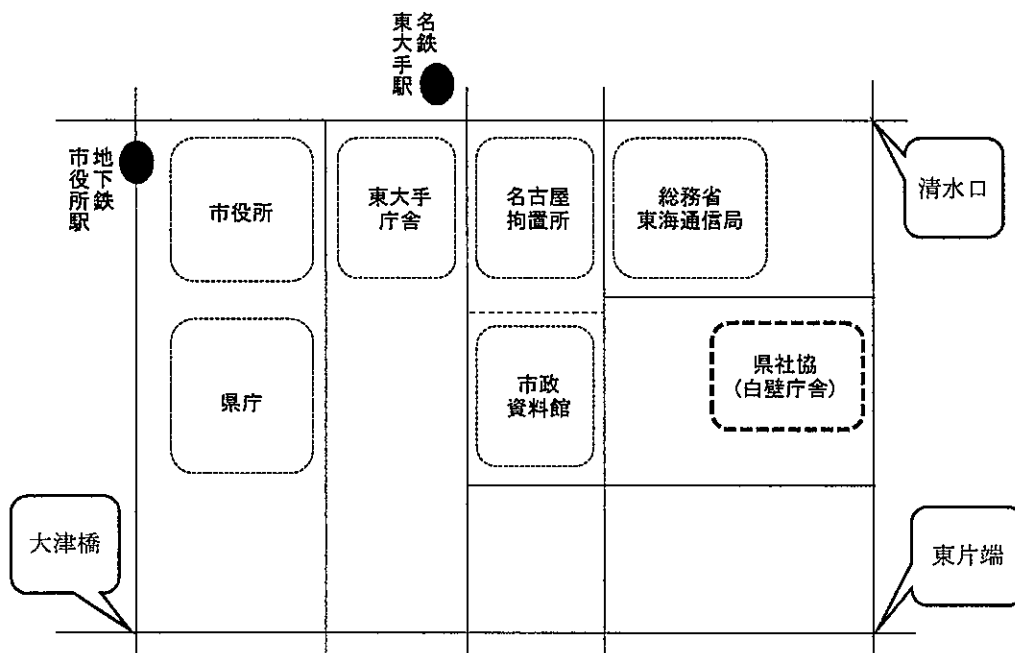 名鉄
東大手駅
地下鉄
市役所駅
市役所
東大手
庁舎
名古屋
拘置所
総務省
東海通信局
清水口
県庁
市政
資料館
県社協
（白壁庁舎）
大津橋
東片端